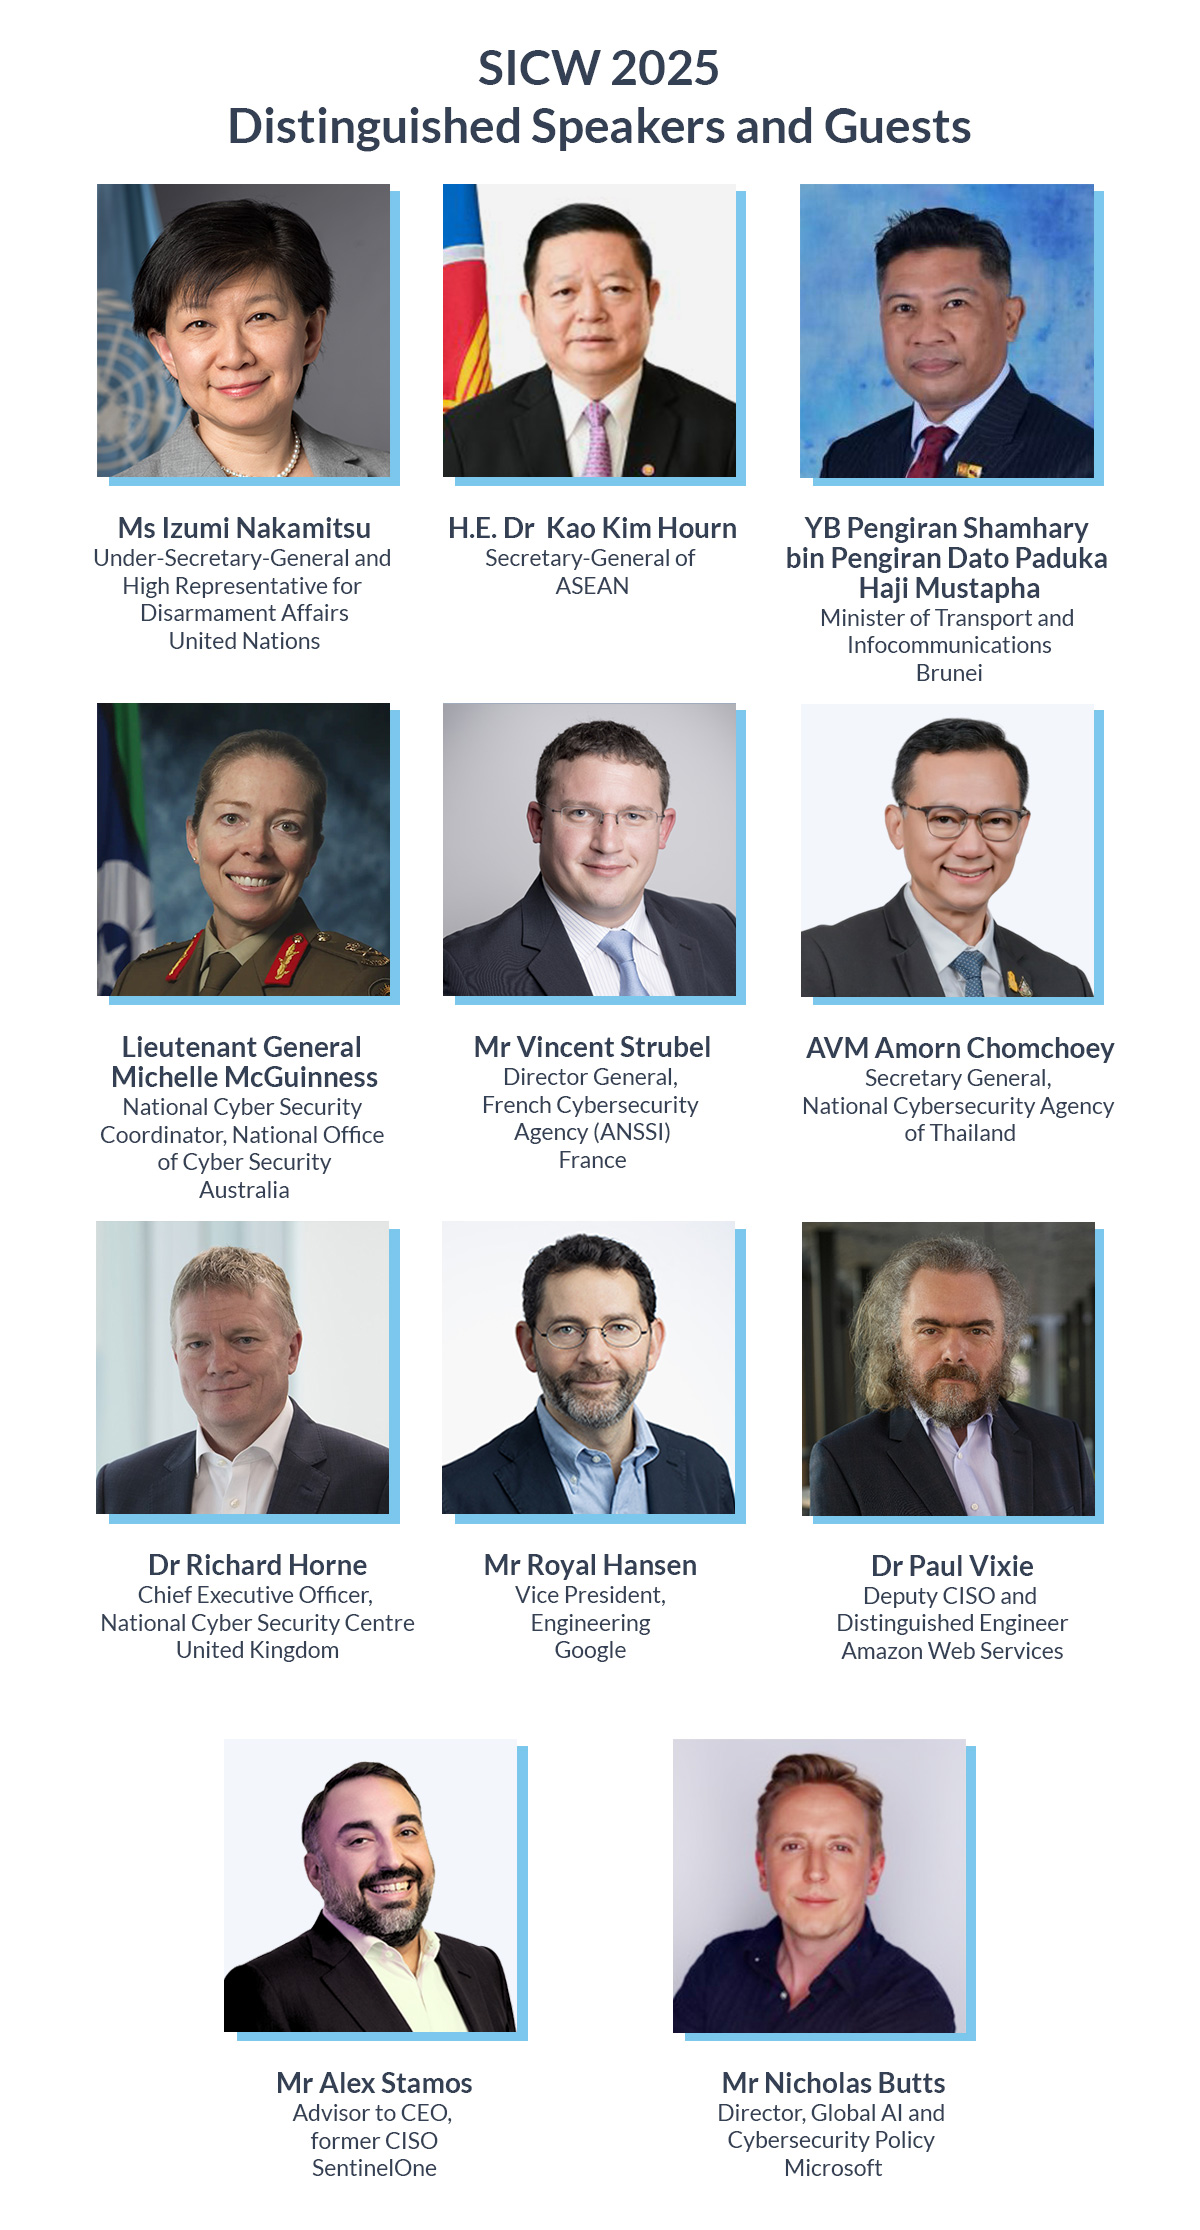 SICW 2025
Distinguished Speakers and Guests
Ms Izumi Nakamitsu
Under-Secretary-General and
High Representative for
Disarmament Affairs
United Nations
H.E. Dr Kao Kim Hourn
Secretary-General of
ASEAN
YB Pengiran Shamhary
bin Pengiran Dato Paduka
Haji Mustapha
Minister of Transport and
Infocommunications
Brunei
Lieutenant General
Michelle McGuinness
National Cyber Security
Coordinator, National Office
of Cyber Security
Australia
Mr Vincent Strubel
Director General,
French Cybersecurity
Agency (ANSSI)
France
AVM Amorn Chomchoey
Secretary General,
National Cybersecurity Agency
of Thailand
Dr Richard Horne
Chief Executive Officer,
National Cyber Security Centre
United Kingdom
Mr Royal Hansen
Vice President,
Engineering
Google
Dr Paul Vixie
Deputy CISO and
Distinguished Engineer
Amazon Web Services
Mr Alex Stamos
Advisor to CEO,
former CISO
SentinelOne
Mr Nicholas Butts
Director, Global AI and
Cybersecurity Policy
Microsoft